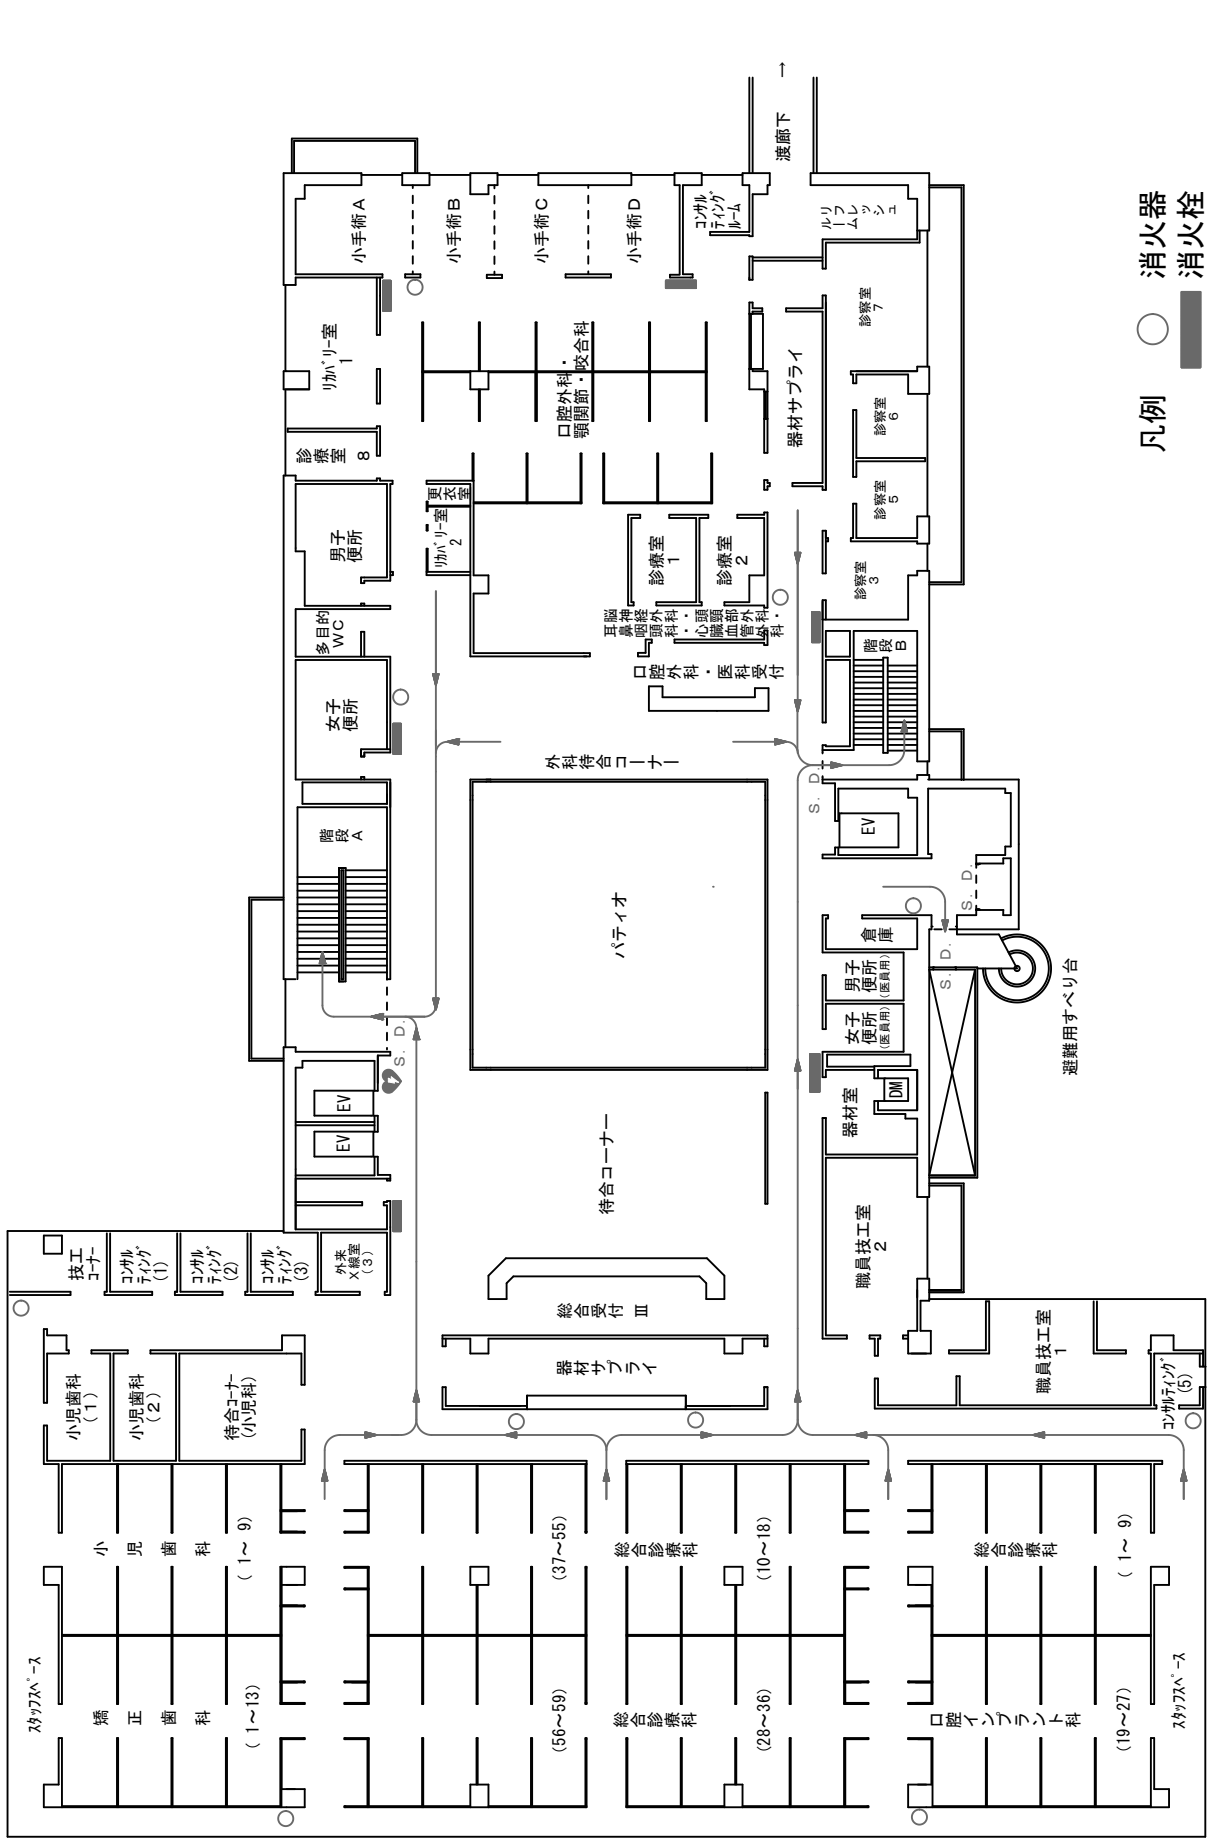 凡例
消火器
消火栓
スタッフスペース
矯正歯科
(1~13)
小児歯科
(1~9)
総合診療科
(56~59)
(37~55)
総合診療科
(28~36)
(10~18)
口腔インプラント科
(19~27)
総合診療科
(1~9)
スタッフスペース
小児歯科
(1)
小児歯科
(2)
待合コーナー
(小児科)
技工
コーナー
コンサル
ティング
(1)
コンサル
ティング
(2)
コンサル
ティング
(3)
外来
X線室
(3)
器材サプライ
総合受付 Ⅲ
待合コーナー
パティオ
外科待合コーナー
EV
EV
S. D.
階段
A
女子
便所
多目的
WC
男子
便所
診療室
8
リカバリー室
1
リカバリー室
2
更衣
室
小手術A
小手術B
小手術C
小手術D
コンサル
ティング
ルーム
渡廊下
→
リフレッシュ
ルーム
口腔外科・
顎関節・咬合科
器材サプライ
診療室
1
診療室
2
耳鼻咽頭科・
脳神経外科・心臓血管外科・
頭頸部外科
口腔外科・医科受付
診察室
7
診察室
6
診察室
5
診察室
3
階段
B
S. D.
EV
S. D.
S. D.
倉庫
男子
便所
(医員用)
女子
便所
(医員用)
避難用すべり台
DM
器材室
職員技工室
2
職員技工室
1
コンサルティング
(5)